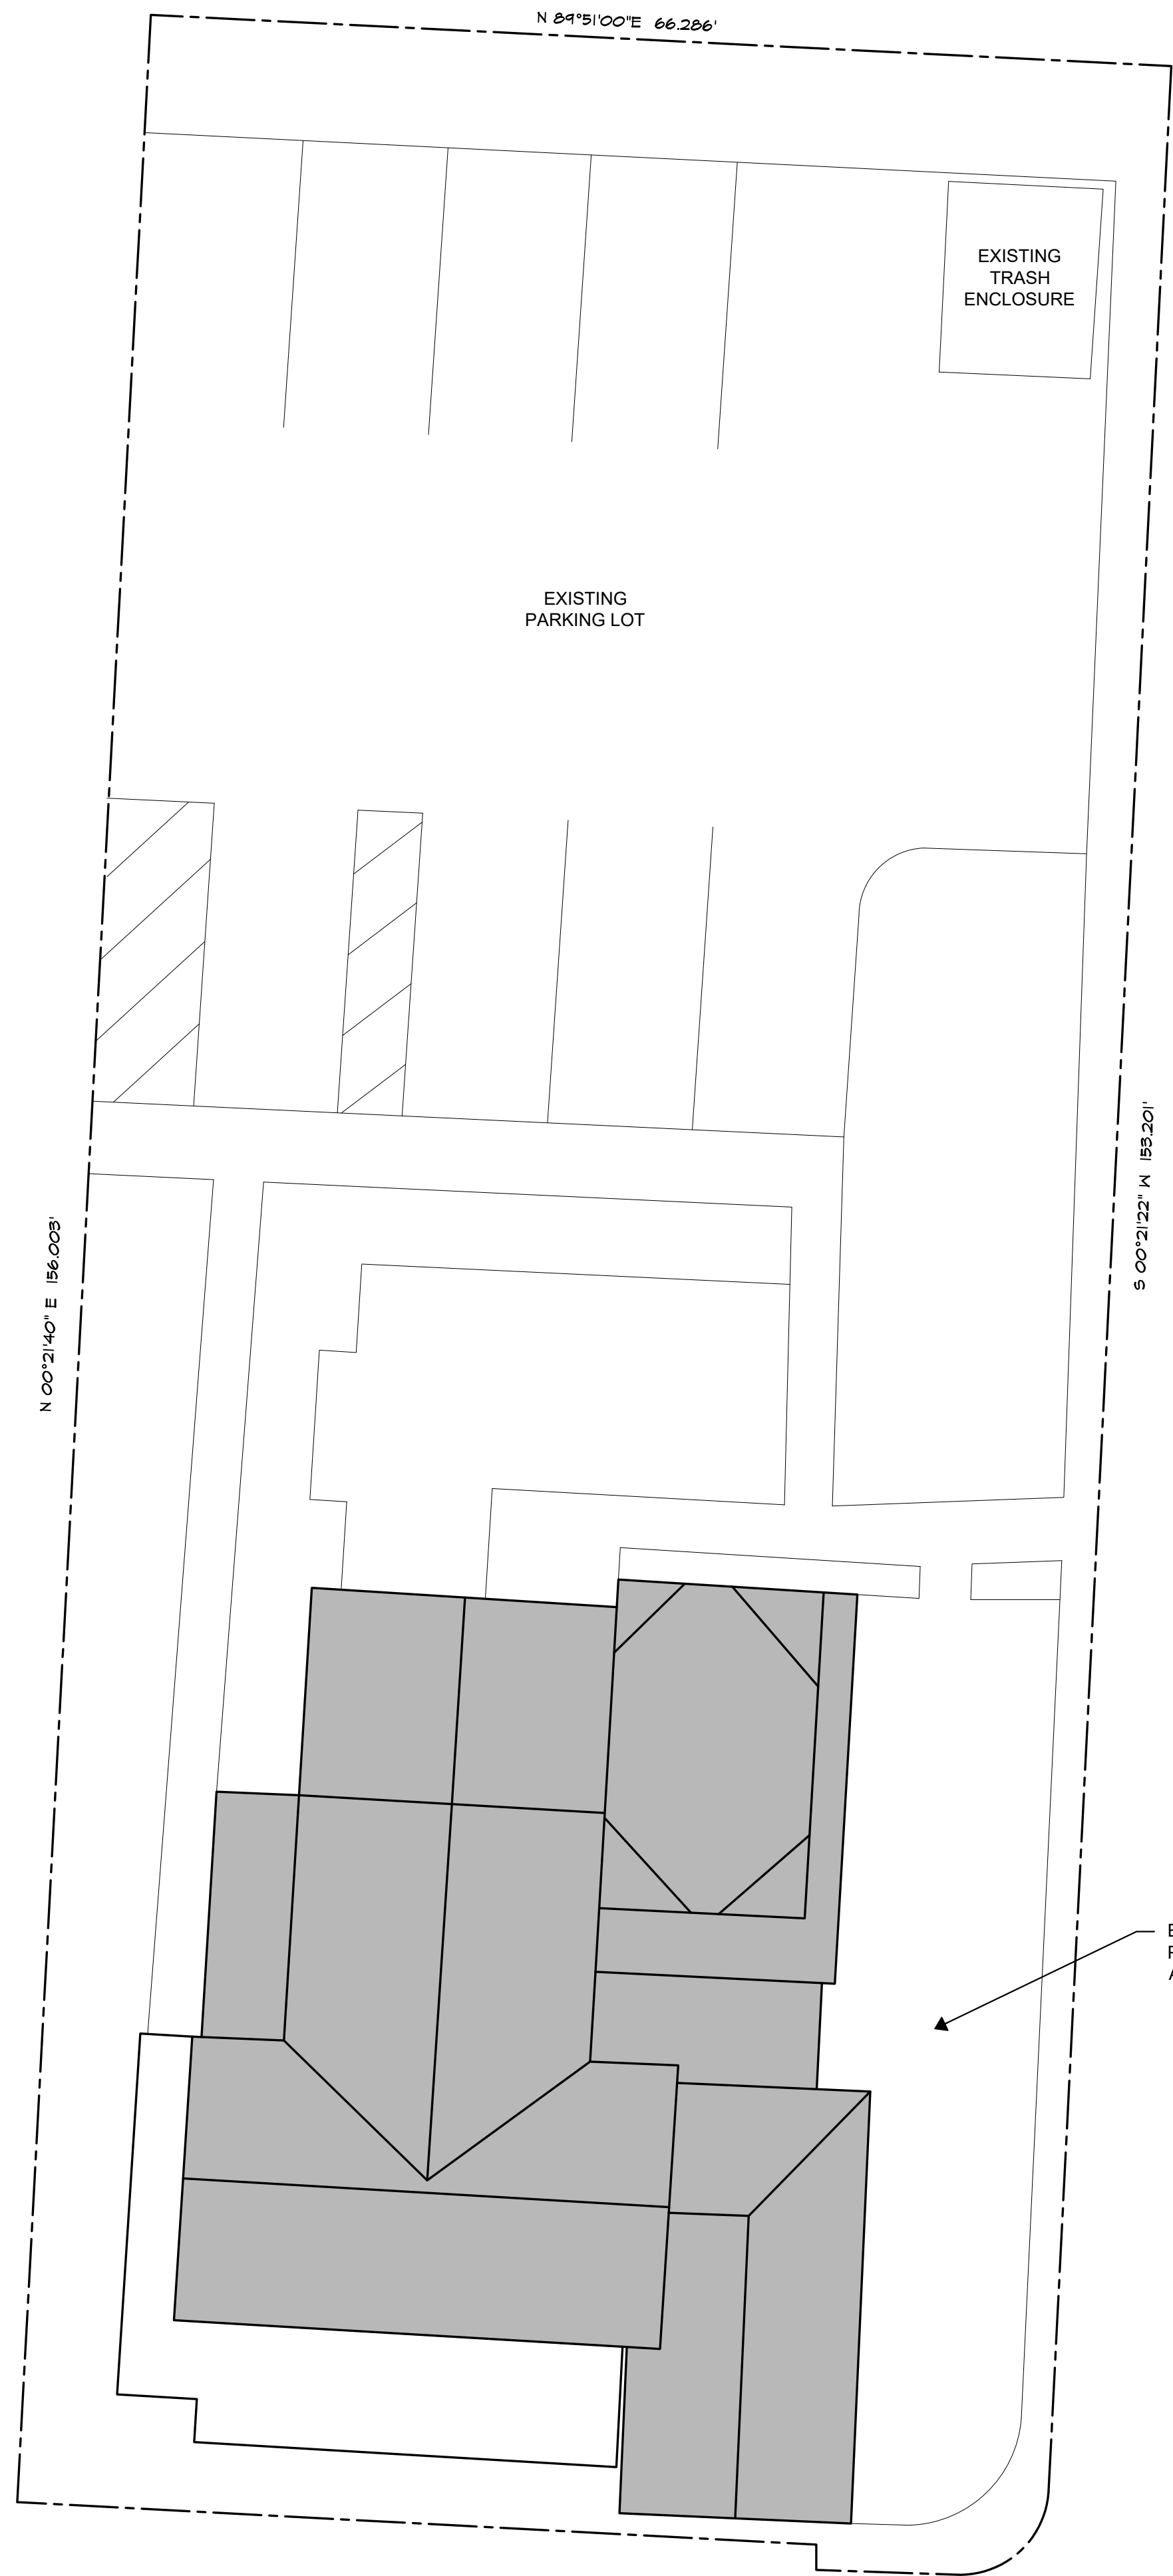 N 89°51'00"E 66.286'
EXISTING
TRASH
ENCLOSURE
EXISTING
PARKING LOT
S 00°21'22" W 153.201'
N 00°21'40" E 156.003'